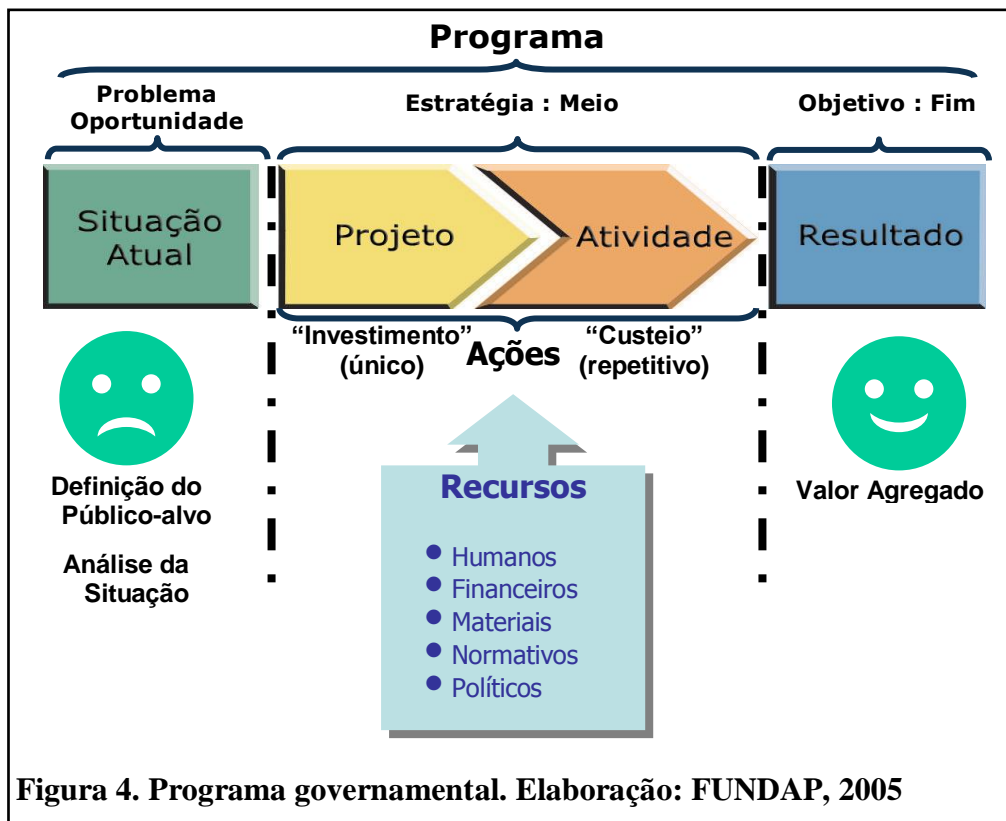 Programa
Problema
Oportunidade
Estratégia : Meio
Objetivo : Fim
Situação
Atual
Projeto
Atividade
Resultado
“Investimento”
(único)
Ações
“Custeio”
(repetitivo)
Definição do
Público-alvo
Análise da
Situação
Recursos
• Humanos
• Financeiros
• Materiais
• Normativos
• Políticos
Valor Agregado
Figura 4. Programa governamental. Elaboração: FUNDAP, 2005